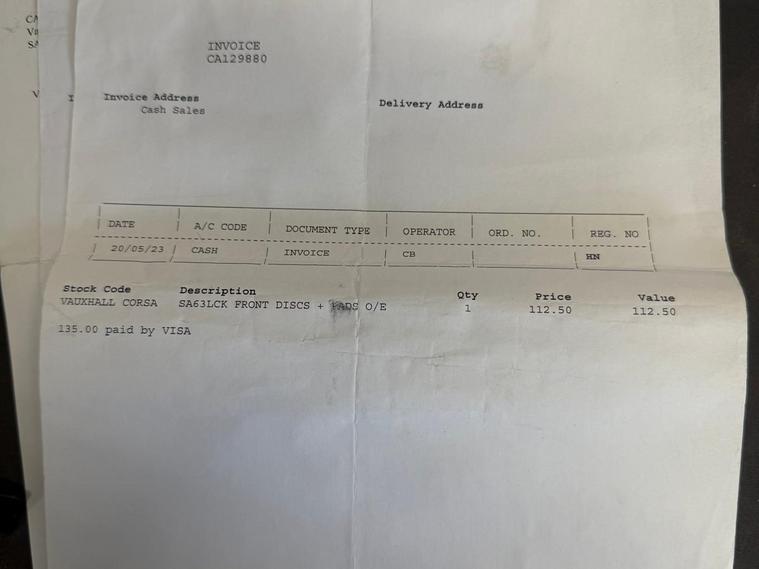 CA
SA
V
I
INVOICE
CA129880
Invoice Address
Delivery Address
Cash Sales
DATE A/C CODE DOCUMENT TYPE OPERATOR ORD. NO. REG. NO
20/05/23 CASH INVOICE CB HN
Stock Code Description Qty Price Value
VAUXHALL CORSA SA63LCK FRONT DISCS + PADS O/E 1 112.50 112.50
135.00 paid by VISA